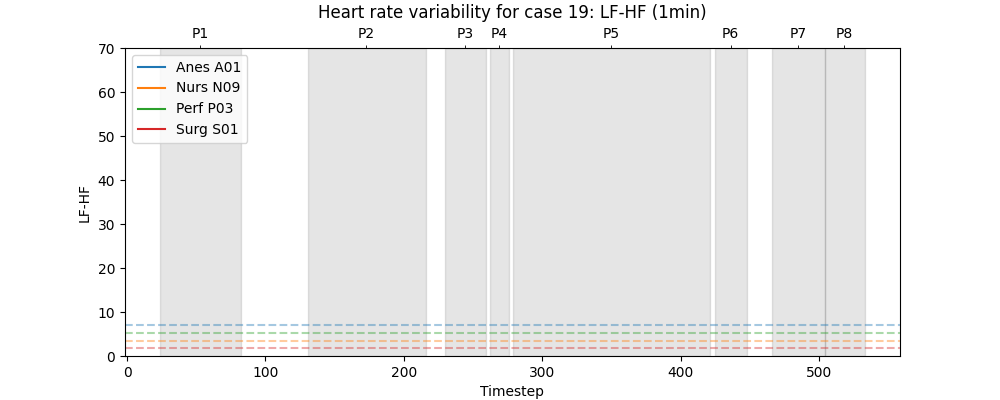 Heart rate variability for case 19: LF-HF (1min)
P1 P2 P3 P4 P5 P6 P7 P8
70
60
50
40
30
20
10
0
LF-HF
Anes A01
Nurs N09
Perf P03
Surg S01
0 100 200 300 400 500
Timestep